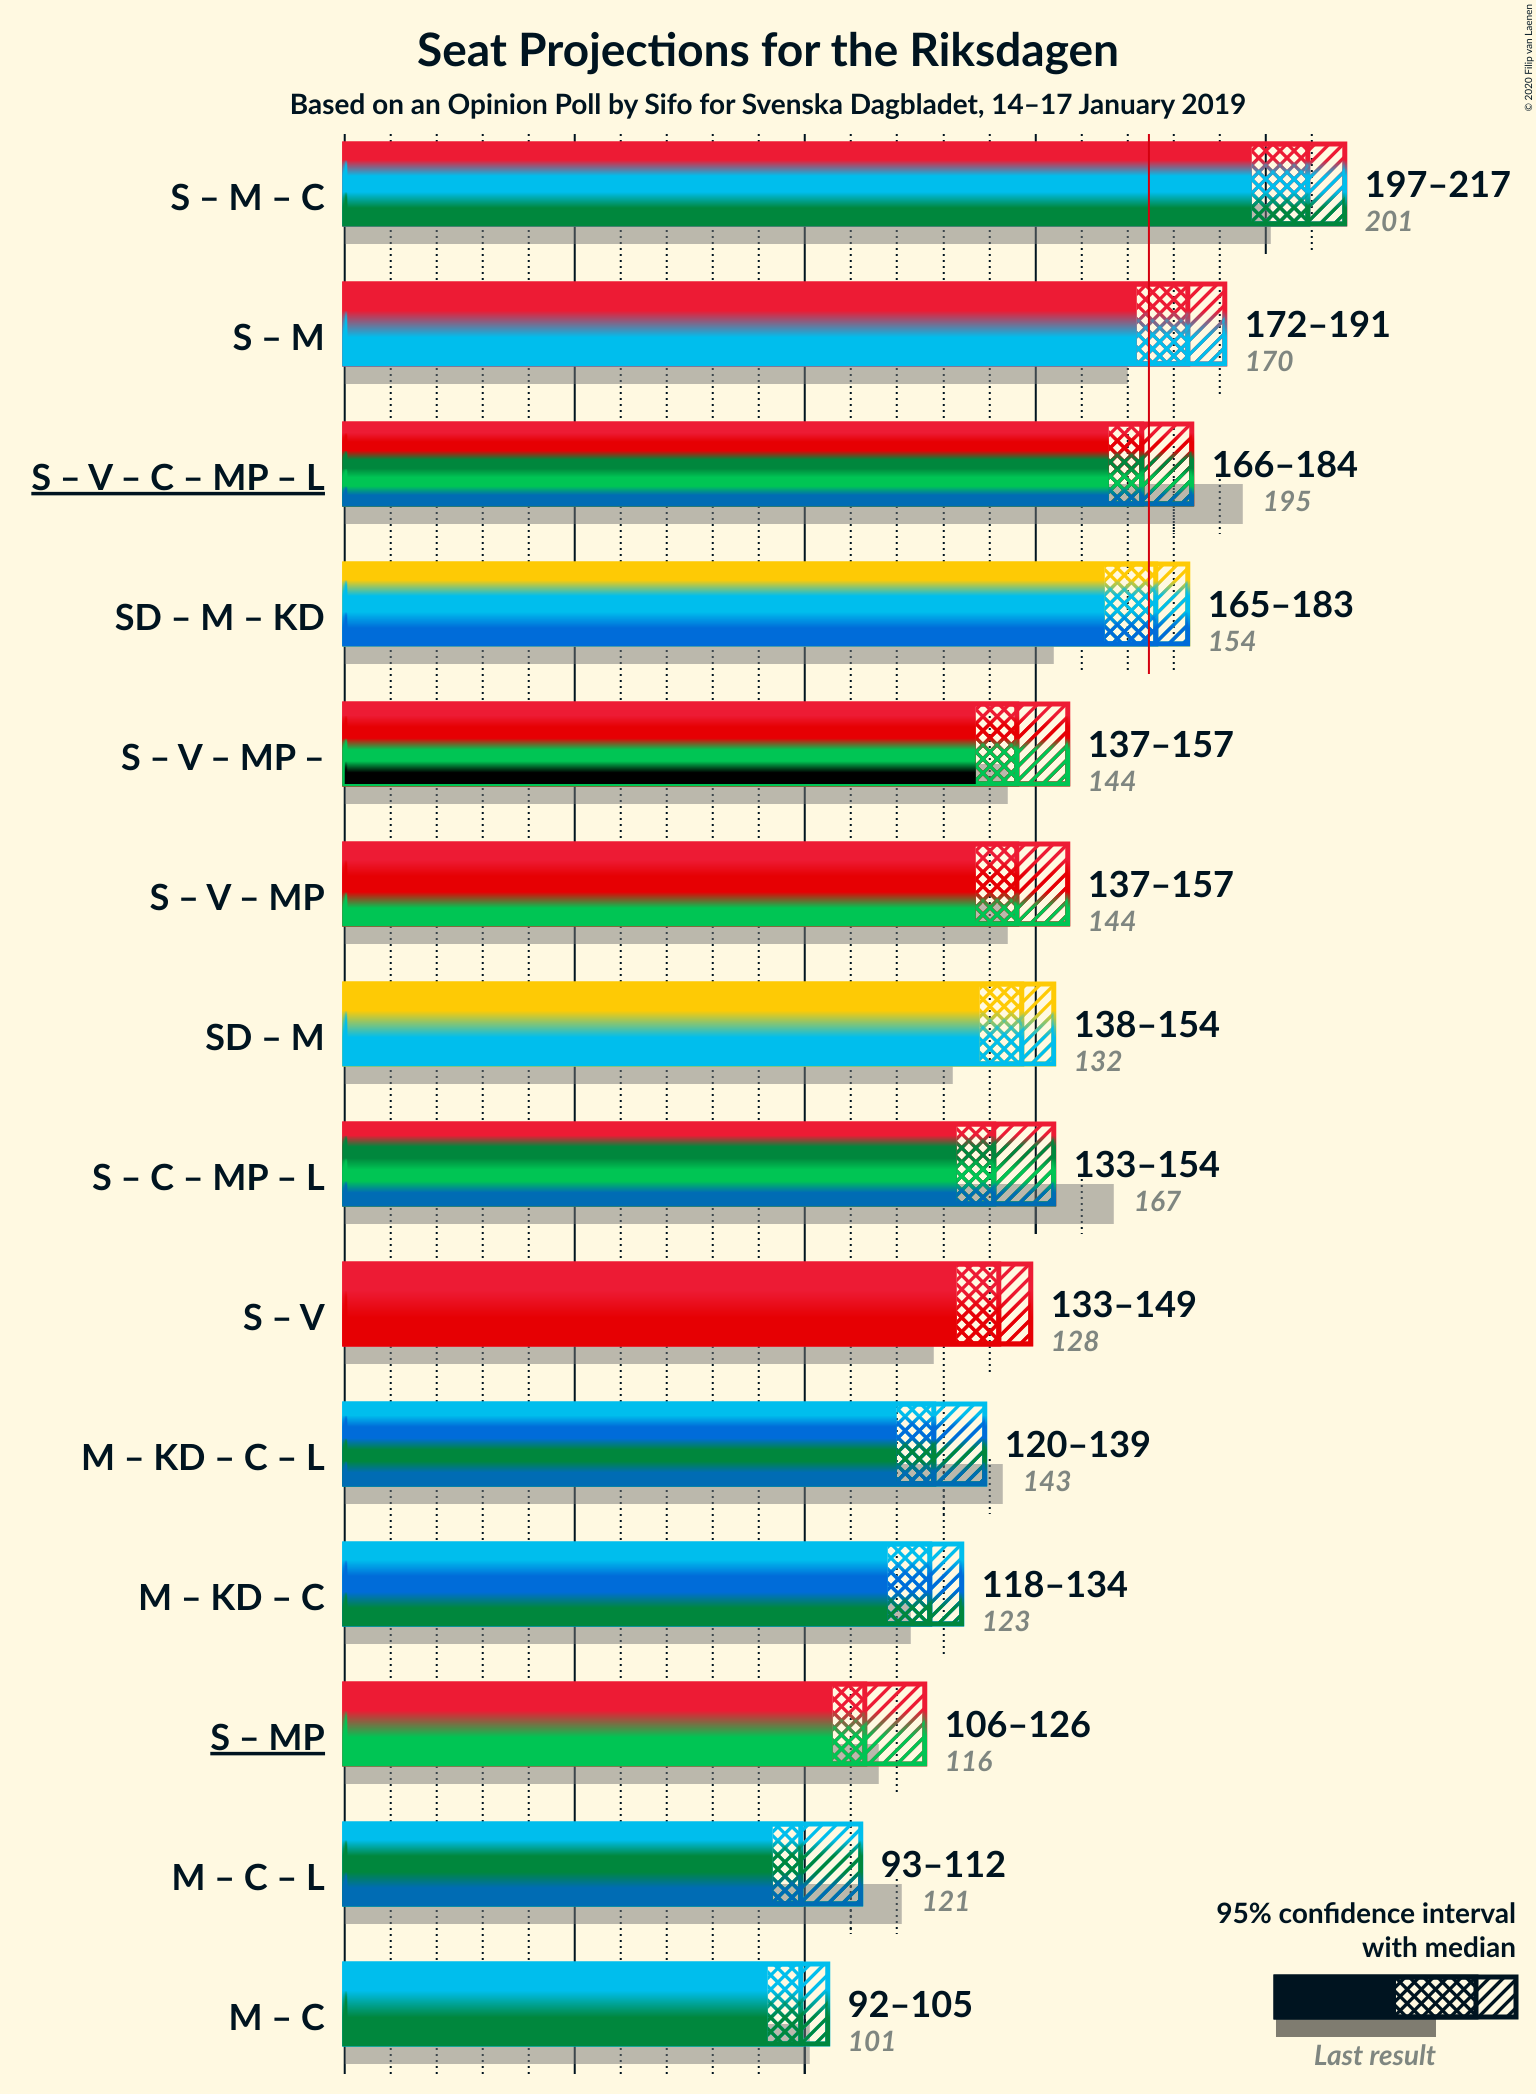 Seat Projections for the Riksdagen
Based on an Opinion Poll by Sifo for Svenska Dagbladet, 14–17 January 2019
© 2020 Filip van Laenen
S – M – C
197–217
201
S – M
172–191
170
S – V – C – MP – L
166–184
195
SD – M – KD
165–183
154
S – V – MP –
137–157
144
S – V – MP
137–157
144
SD – M
138–154
132
S – C – MP – L
133–154
167
S – V
133–149
128
M – KD – C – L
120–139
143
M – KD – C
118–134
123
S – MP
106–126
116
M – C – L
93–112
121
M – C
92–105
101
95% confidence interval
with median
Last result